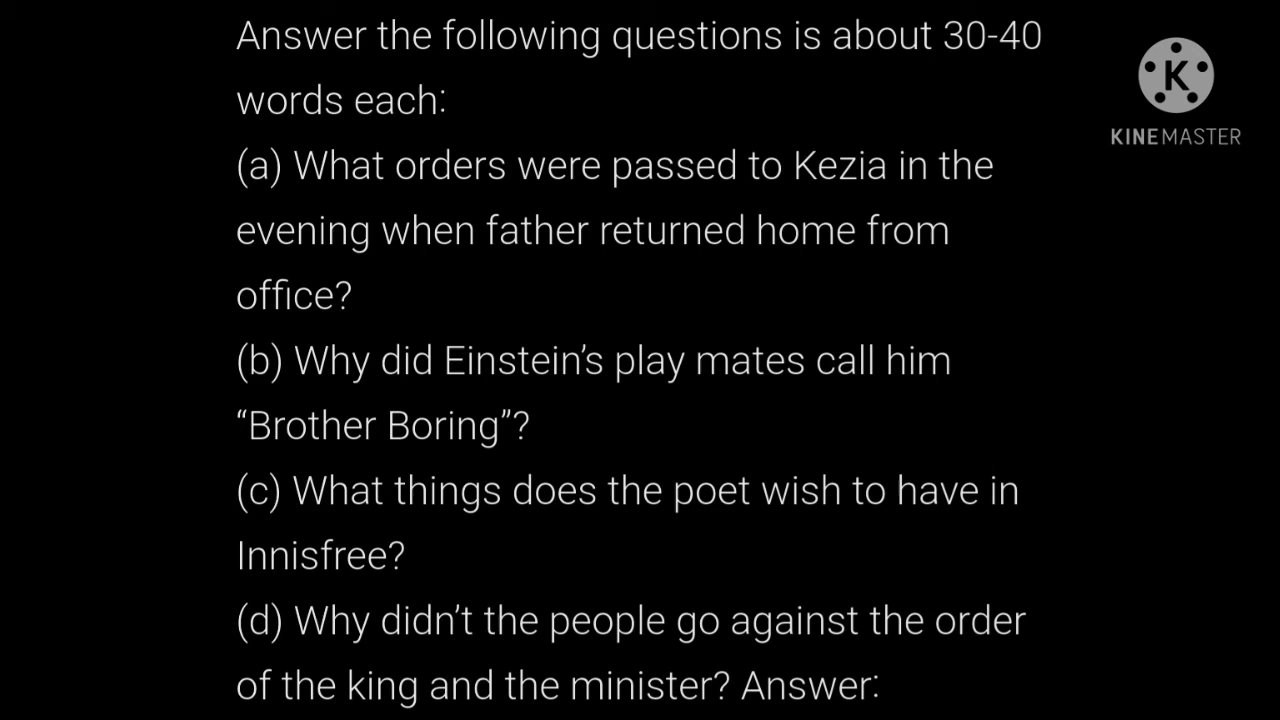 Answer the following questions is about 30-40
words each:
(a) What orders were passed to Kezia in the
evening when father returned home from
office?
(b) Why did Einstein’s play mates call him
“Brother Boring”?
(c) What things does the poet wish to have in
Innisfree?
(d) Why didn’t the people go against the order
of the king and the minister? Answer:
K
KINEMASTER